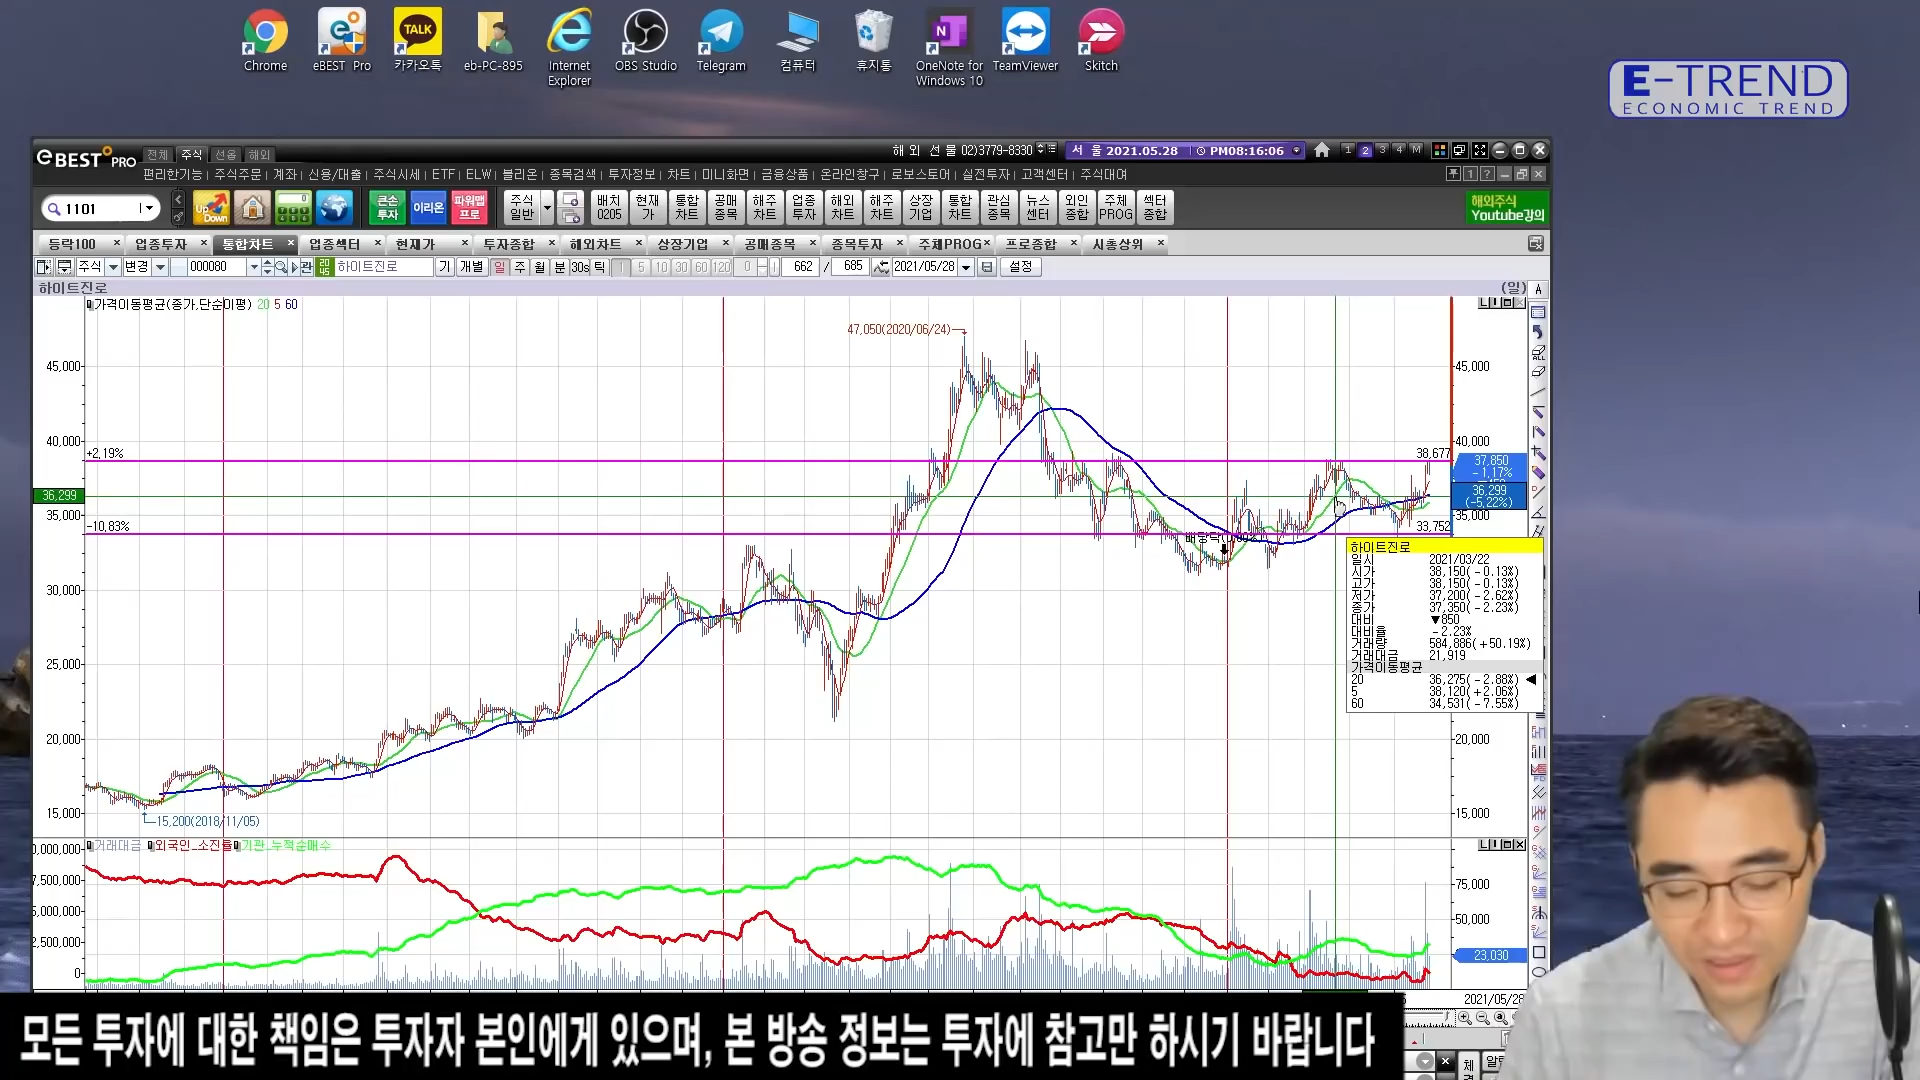 Chrome
eBEST Pro
TALK
카카오톡
eb-PC-895
Internet
Explorer
OBS Studio
Telegram
컴퓨터
휴지통
OneNote for
Windows 10
TeamViewer
Skitch
E-TREND
ECONOMIC TREND
eBEST PRO
전체 주식 선옵 해외
해외 선물 02)3779-8330
서울 2021.05.28 PM08:16:06
1 2 3 4 M
편리한기능 주식주문 계좌 신용/대출 주식시세 ETF ELW 볼리온 종목검색 투자정보 차트 미니화면 금융상품 온라인창구 로보스토어 실전투자 고객센터 주식대여
1101
Up Down
큰손
투자
이리온
파워맵
프로
주식
일반
배치
0205
현재
가
통합
차트
공매
종목
해주
차트
업종
투자
해외
차트
해주
차트
상장
기업
통합
차트
관심
종목
뉴스
센터
외인
종합
주체
PROG
섹터
종합
해외주식
Youtube강의
등락100 업종투자 통합차트 업종섹터 현재가 투자종합 해외차트 상장기업 공매종목 종목투자 주체PROG 프로종합 시총상위
주식 변경 000080 하이트진로 기 개별 일 주 월 분 30s 틱 1 5 10 30 60 120 0 662 / 685 2021/05/28 설정
하이트진로
(일)
가격이동평균(종가,단순이평) 20 5 60
47,050(2020/06/24)
45,000
45,000
40,000
40,000
+2,19%
38,677
37,850
-1,17%
36,299
36,299
(-5,22%)
35,000
35,000
-10,83%
33,752
30,000
25,000
20,000
20,000
15,000
15,000
15,200(2018/11/05)
하이트진로
일시 2021/03/22
시가 38,150(-0.13%)
고가 38,150(-0.13%)
저가 37,200(-2.62%)
종가 37,350(-2.23%)
대비 ▼850
대비율 -2.23%
거래량 584,886(+50.19%)
거래대금 21,919
가격이동평균
20 36,275(-2.88%)
5 38,120(+2.06%)
60 34,531(-7.55%)
거래대금 외국인_소진률 기관_누적순매수
0,000,000
7,500,000
5,000,000
2,500,000
0
75,000
50,000
23,030
2021/05/28
모든 투자에 대한 책임은 투자자 본인에게 있으며, 본 방송 정보는 투자에 참고만 하시기 바랍니다